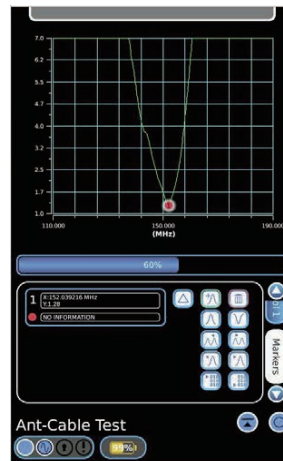 7.0
6.2
5.5
4.7
4.0
3.2
2.5
1.7
1.0
110.000 150.000 190.000
(MHz)
60%
1 X:152.039216 MHz
Y:1.28
NO INFORMATION
of 1
Markers
Ant-Cable Test
99%